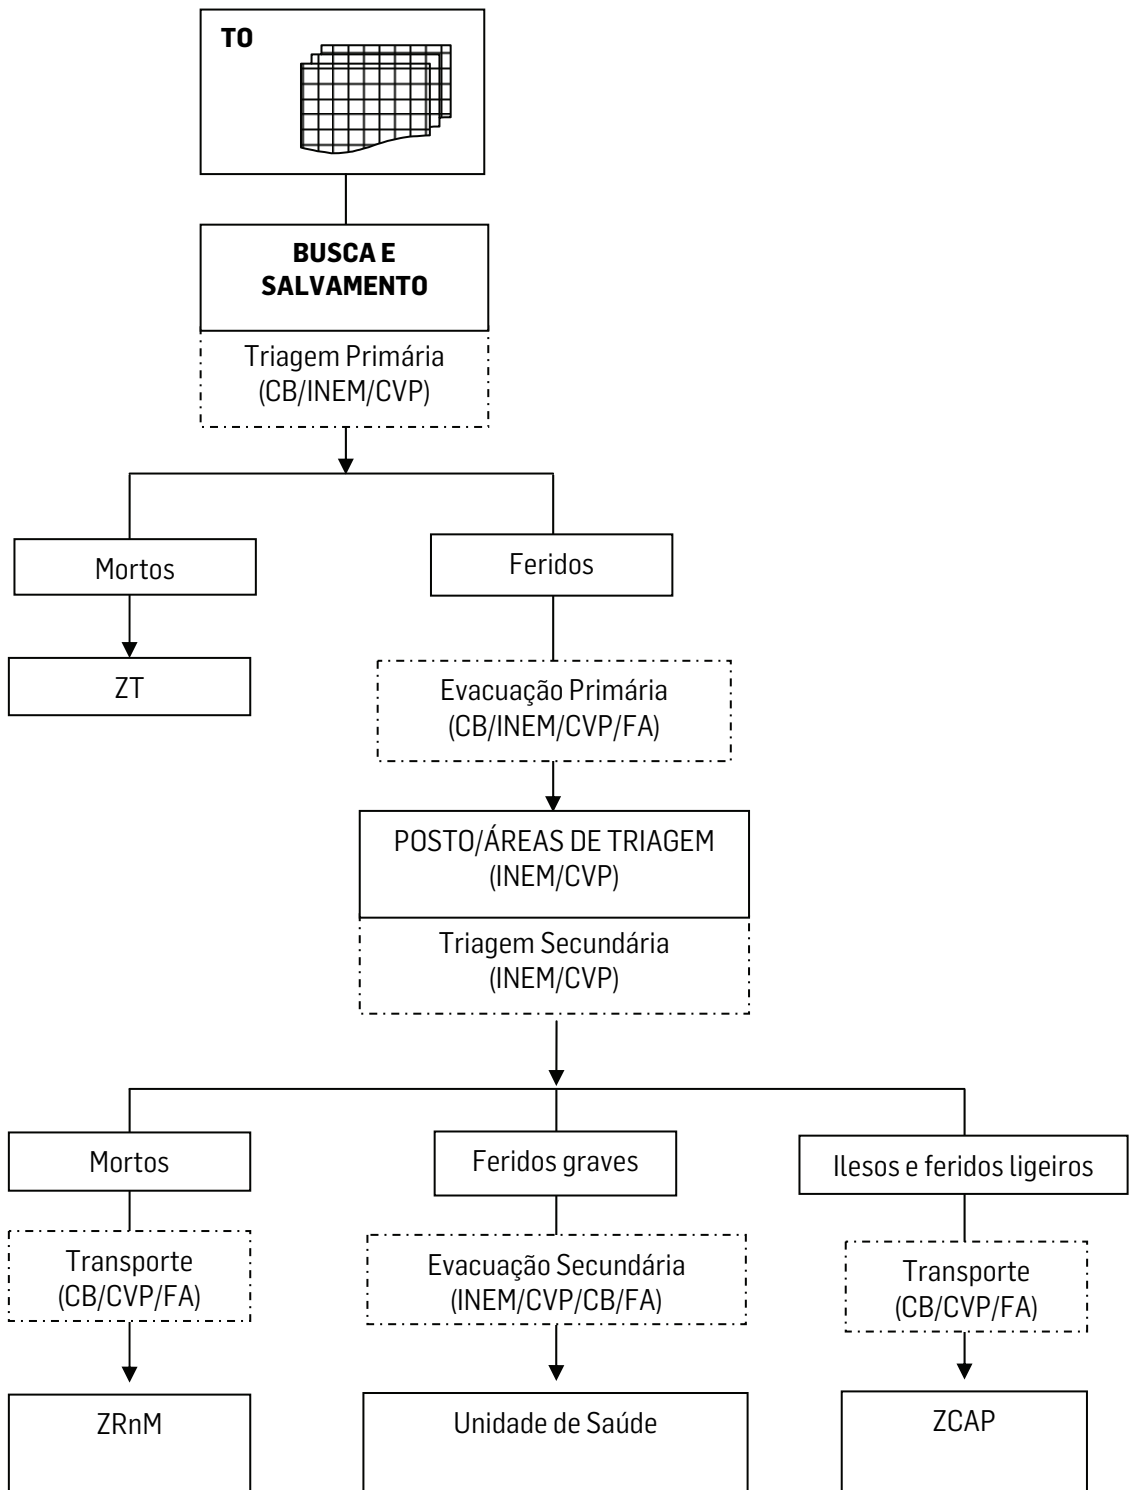 TO
BUSCA E
SALVAMENTO
Triagem Primária
(CB/INEM/CVP)
Mortos
Feridos
ZT
Evacuação Primária
(CB/INEM/CVP/FA)
POSTO/ÁREAS DE TRIAGEM
(INEM/CVP)
Triagem Secundária
(INEM/CVP)
Mortos
Feridos graves
Ilesos e feridos ligeiros
Transporte
(CB/CVP/FA)
Evacuação Secundária
(INEM/CVP/CB/FA)
Transporte
(CB/CVP/FA)
ZRnM
Unidade de Saúde
ZCAP